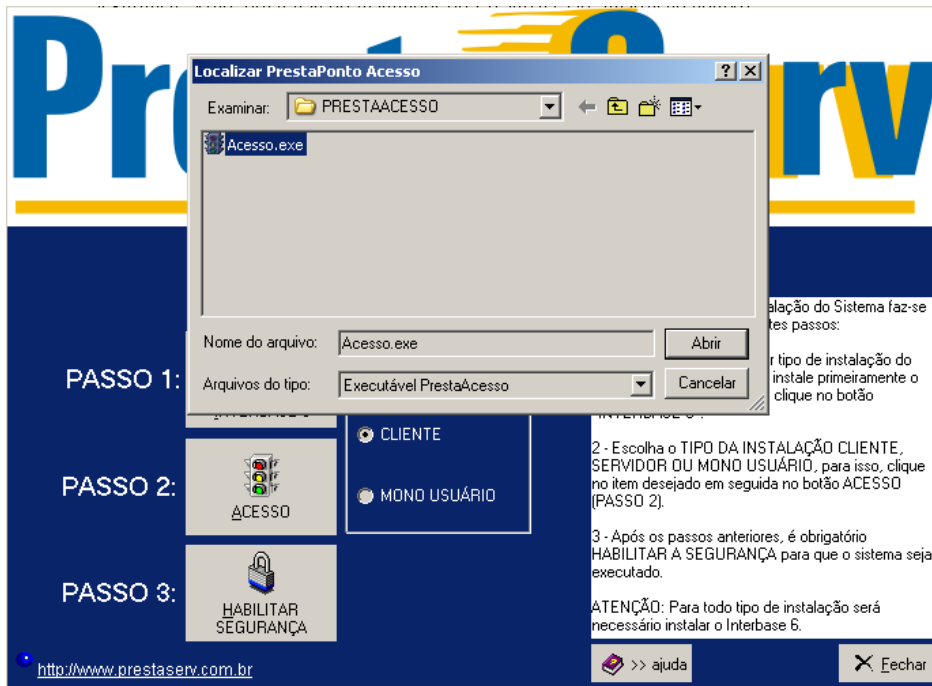 Localizar PrestaPonto Acesso
Examinar: PRESTAACESSO
Acesso.exe
Nome do arquivo: Acesso.exe Abrir
Arquivos do tipo: Executável PrestaAcesso Cancelar
alação do Sistema faz-se
tes passos:
r tipo de instalação do
instale primeiramente o
clique no botão
PASSO 1:
CLIENTE
MONO USUÁRIO
PASSO 2:
ACESSO
PASSO 3:
HABILITAR
SEGURANÇA
2 - Escolha o TIPO DA INSTALAÇÃO CLIENTE,
SERVIDOR OU MONO USUÁRIO, para isso, clique
no item desejado em seguida no botão ACESSO
(PASSO 2).
3 - Após os passos anteriores, é obrigatório
HABILITAR A SEGURANÇA para que o sistema seja
executado.
ATENÇÃO: Para todo tipo de instalação será
necessário instalar o Interbase 6.
http://www.prestaserv.com.br
>> ajuda
Fechar